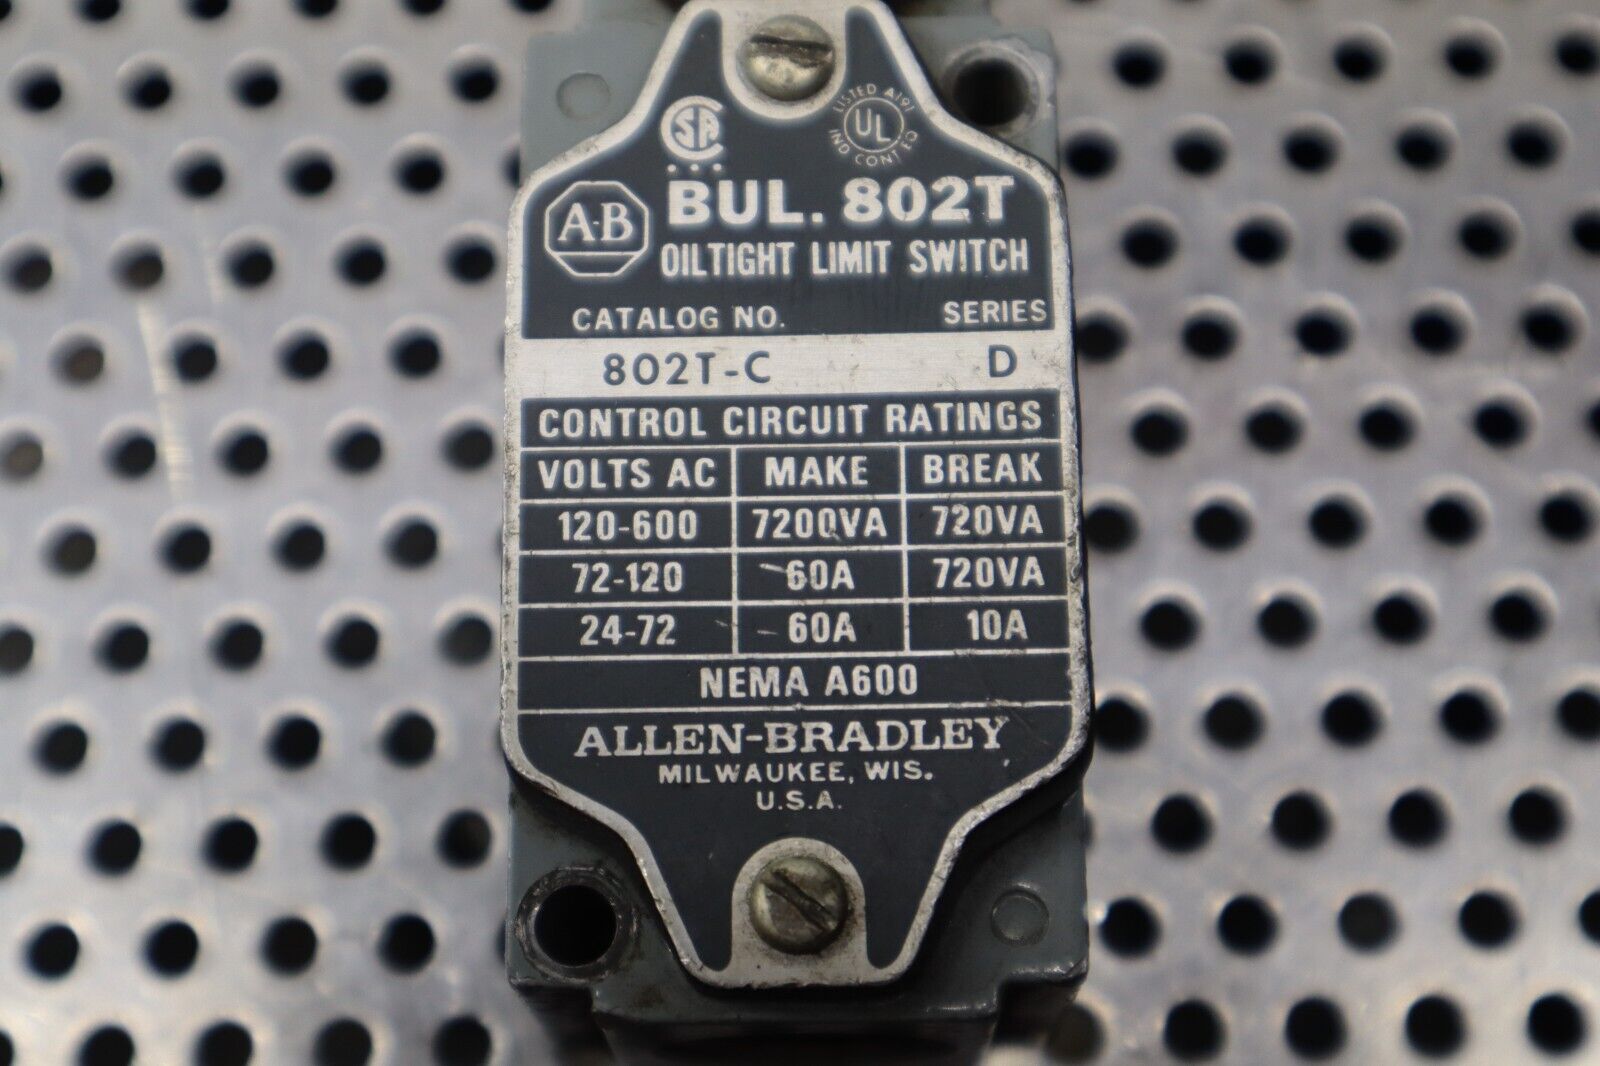 CSA
LISTED A191
UL
IND CONT EQ
A-B
BUL. 802T
OILTIGHT LIMIT SWITCH
CATALOG NO. SERIES
802T-C D
CONTROL CIRCUIT RATINGS
VOLTS AC MAKE BREAK
120-600 7200VA 720VA
72-120 60A 720VA
24-72 60A 10A
NEMA A600
ALLEN-BRADLEY
MILWAUKEE, WIS.
U.S.A.